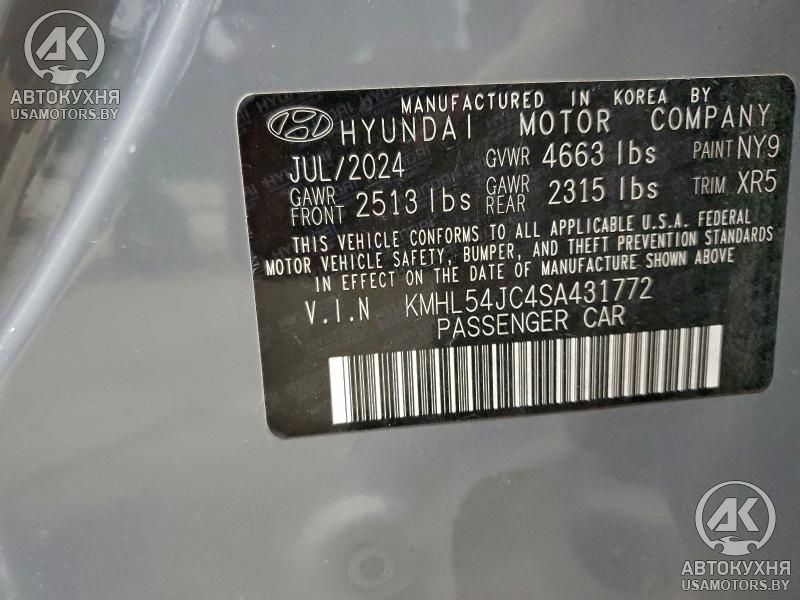 AK
АВТОКУХНЯ
USAMOTORS.BY
MANUFACTURED IN KOREA BY
HYUNDAI MOTOR COMPANY
JUL/2024 GVWR 4663 lbs PAINT NY9
GAWR FRONT 2513 lbs GAWR REAR 2315 lbs TRIM XR5
THIS VEHICLE CONFORMS TO ALL APPLICABLE U.S.A. FEDERAL
MOTOR VEHICLE SAFETY, BUMPER, AND THEFT PREVENTION STANDARDS
IN EFFECT ON THE DATE OF MANUFACTURE SHOWN ABOVE
V.I.N KMHL54JC4SA431772
PASSENGER CAR
AK
АВТОКУХНЯ
USAMOTORS.BY